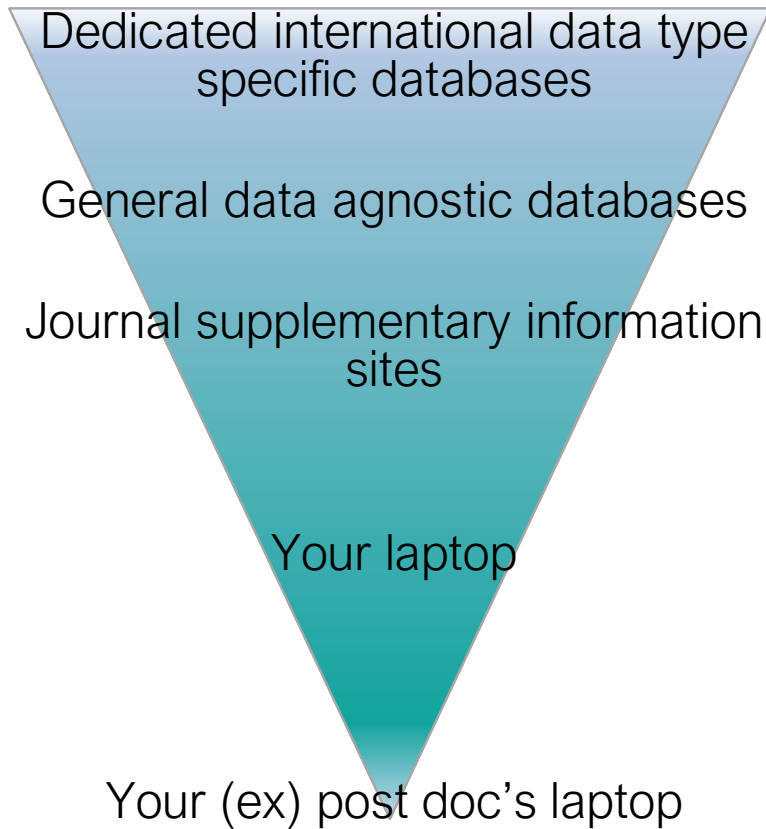 Dedicated international data type
specific databases
General data agnostic databases
Journal supplementary information
sites
Your laptop
Your (ex) post doc’s laptop